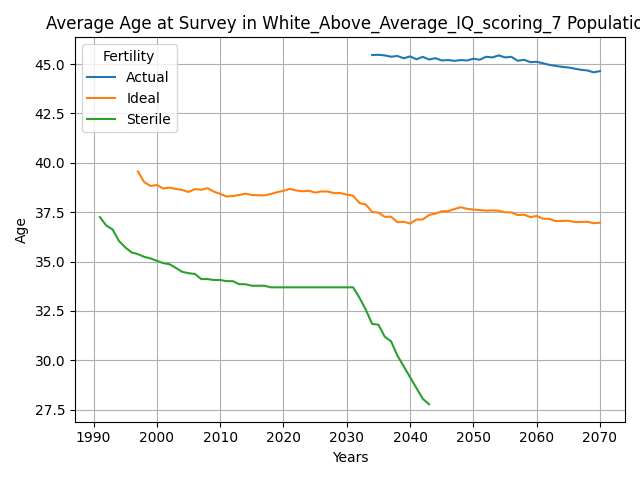 Average Age at Survey in White_Above_Average_IQ_scoring_7 Populatio
Fertility
Actual
Ideal
Sterile
Age
45.0
42.5
40.0
37.5
35.0
32.5
30.0
27.5
1990 2000 2010 2020 2030 2040 2050 2060 2070
Years